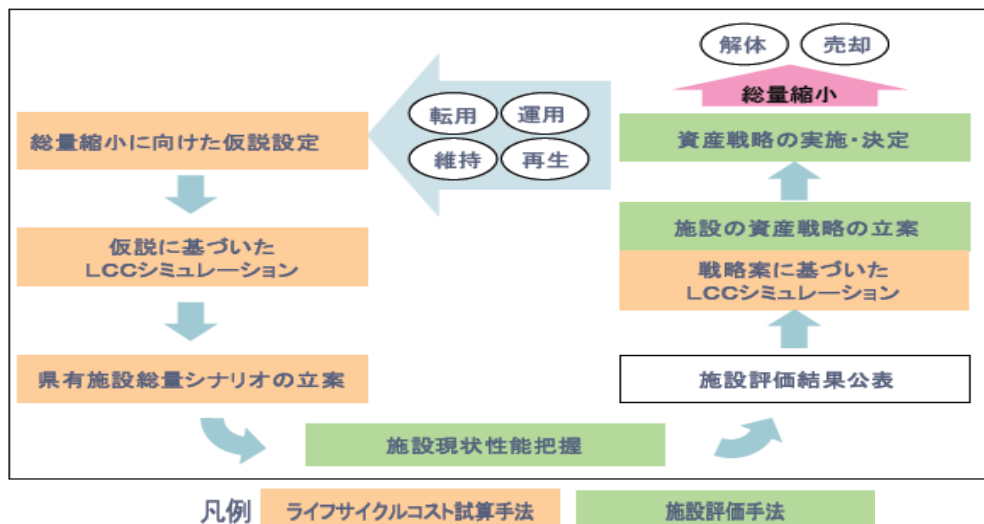 解体
売却
総量縮小
転用
運用
維持
再生
総量縮小に向けた仮説設定
仮説に基づいた
LCCシミュレーション
県有施設総量シナリオの立案
施設現状性能把握
施設評価結果公表
戦略案に基づいた
LCCシミュレーション
施設の資産戦略の立案
資産戦略の実施・決定
凡例
ライフサイクルコスト試算手法
施設評価手法